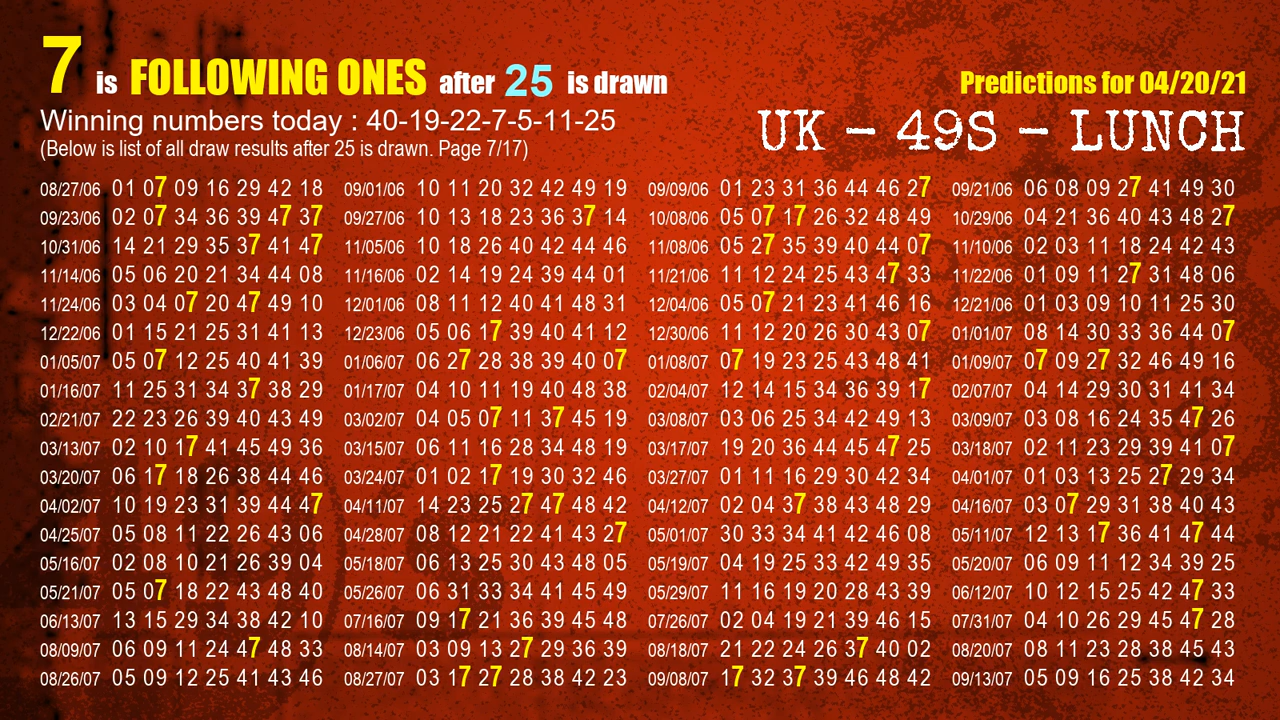 7 is FOLLOWING ONES after 25 is drawn Predictions for 04/20/21
Winning numbers today : 40-19-22-7-5-11-25 UK - 49S - LUNCH
(Below is list of all draw results after 25 is drawn. Page 7/17)
08/27/06 01 07 09 16 29 42 18 09/01/06 10 11 20 32 42 49 19 09/09/06 01 23 31 36 44 46 27 09/21/06 06 08 09 27 41 49 30
09/23/06 02 07 34 36 39 47 37 09/27/06 10 13 18 23 36 37 14 10/08/06 05 07 17 26 32 48 49 10/29/06 04 21 36 40 43 48 27
10/31/06 14 21 29 35 37 41 47 11/05/06 10 18 26 40 42 44 46 11/08/06 05 27 35 39 40 44 07 11/10/06 02 03 11 18 24 42 43
11/14/06 05 06 20 21 34 44 08 11/16/06 02 14 19 24 39 44 01 11/21/06 11 12 24 25 43 47 33 11/22/06 01 09 11 27 31 48 06
11/24/06 03 04 07 20 47 49 10 12/01/06 08 11 12 40 41 48 31 12/04/06 05 07 21 23 41 46 16 12/21/06 01 03 09 10 11 25 30
12/22/06 01 15 21 25 31 41 13 12/23/06 05 06 17 39 40 41 12 12/30/06 11 12 20 26 30 43 07 01/01/07 08 14 30 33 36 44 07
01/05/07 05 07 12 25 40 41 39 01/06/07 06 27 28 38 39 40 07 01/08/07 07 19 23 25 43 48 41 01/09/07 07 09 27 32 46 49 16
01/16/07 11 25 31 34 37 38 29 01/17/07 04 10 11 19 40 48 38 02/04/07 12 14 15 34 36 39 17 02/07/07 04 14 29 30 31 41 34
02/21/07 22 23 26 39 40 43 49 03/02/07 04 05 07 11 37 45 19 03/08/07 03 06 25 34 42 49 13 03/09/07 03 08 16 24 35 47 26
03/13/07 02 10 17 41 45 49 36 03/15/07 06 11 16 28 34 48 19 03/17/07 19 20 36 44 45 47 25 03/18/07 02 11 23 29 39 41 07
03/20/07 06 17 18 26 38 44 46 03/24/07 01 02 17 19 30 32 46 03/27/07 01 11 16 29 30 42 34 04/01/07 01 03 13 25 27 29 34
04/02/07 10 19 23 31 39 44 47 04/11/07 14 23 25 27 47 48 42 04/12/07 02 04 37 38 43 48 29 04/16/07 03 07 29 31 38 40 43
04/25/07 05 08 11 22 26 43 06 04/28/07 08 12 21 22 41 43 27 05/01/07 30 33 34 41 42 46 08 05/11/07 12 13 17 36 41 47 44
05/16/07 02 08 10 21 26 39 04 05/18/07 06 13 25 30 43 48 05 05/19/07 04 19 25 33 42 49 35 05/20/07 06 09 11 12 34 39 25
05/21/07 05 07 18 22 43 48 40 05/26/07 06 31 33 34 41 45 49 05/29/07 11 16 19 20 28 43 39 06/12/07 10 12 15 25 42 47 33
06/13/07 13 15 29 34 38 42 10 07/16/07 09 17 21 36 39 45 48 07/26/07 02 04 19 21 39 46 15 07/31/07 04 10 26 29 45 47 28
08/09/07 06 09 11 24 47 48 33 08/14/07 03 09 13 27 29 36 39 08/18/07 21 22 24 26 37 40 02 08/20/07 08 11 23 28 38 45 43
08/26/07 05 09 12 25 41 43 46 08/27/07 03 17 27 28 38 42 23 09/08/07 17 32 37 39 46 48 42 09/13/07 05 09 16 25 38 42 34